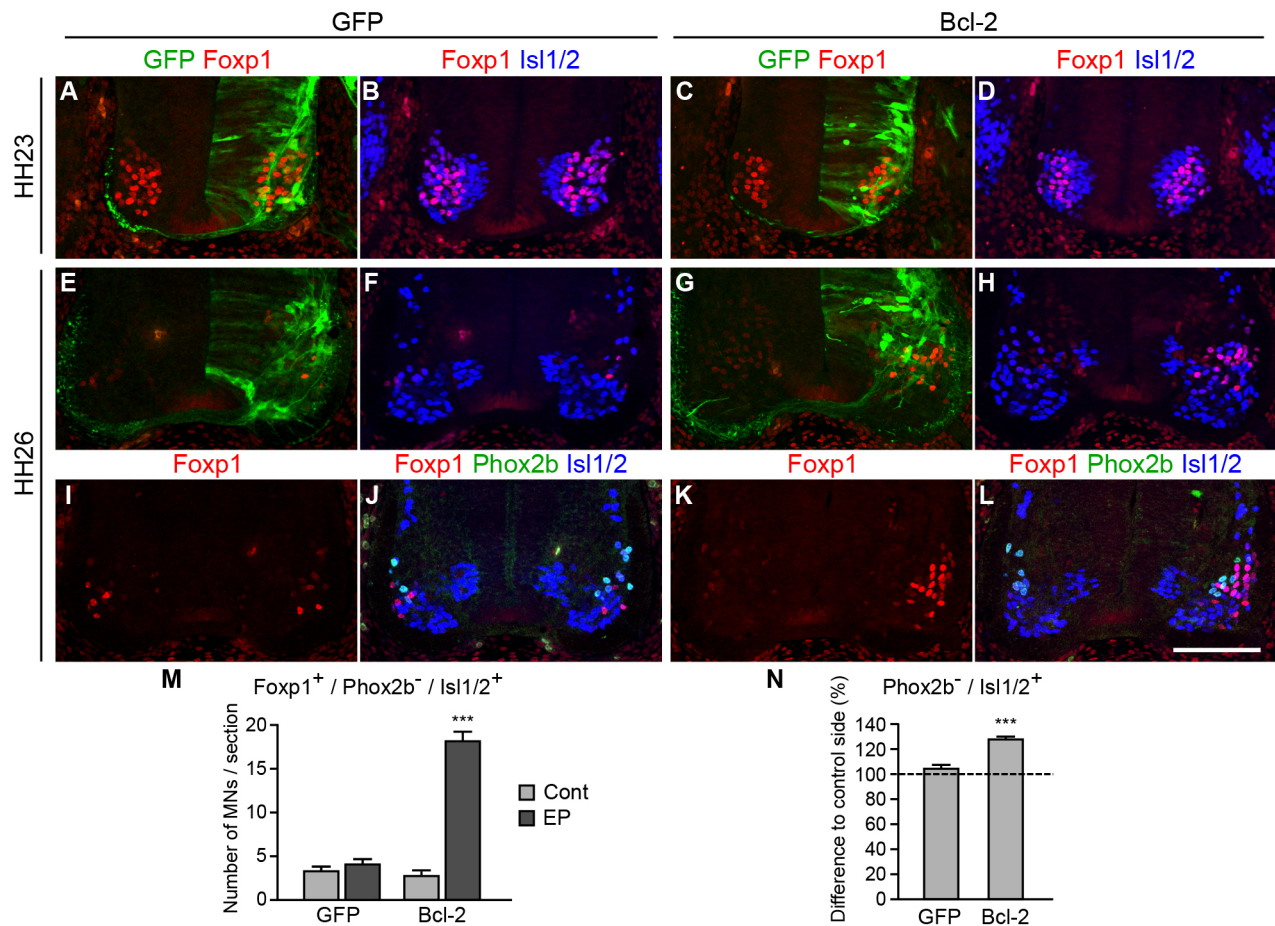 GFP Bcl-2
GFP Foxp1 Foxp1 Isl1/2 GFP Foxp1 Foxp1 Isl1/2
HH23
A B C D
HH26
E F G H
Foxp1 Foxp1 Phox2b Isl1/2 Foxp1 Foxp1 Phox2b Isl1/2
I J K L
M
Foxp1⁺ / Phox2b⁻ / Isl1/2⁺
Number of MNs / section
20
15
10
5
0
***
GFP Bcl-2
Cont
EP
N
Phox2b⁻ / Isl1/2⁺
Difference to control side (%)
140
120
100
80
60
40
20
0
***
GFP Bcl-2